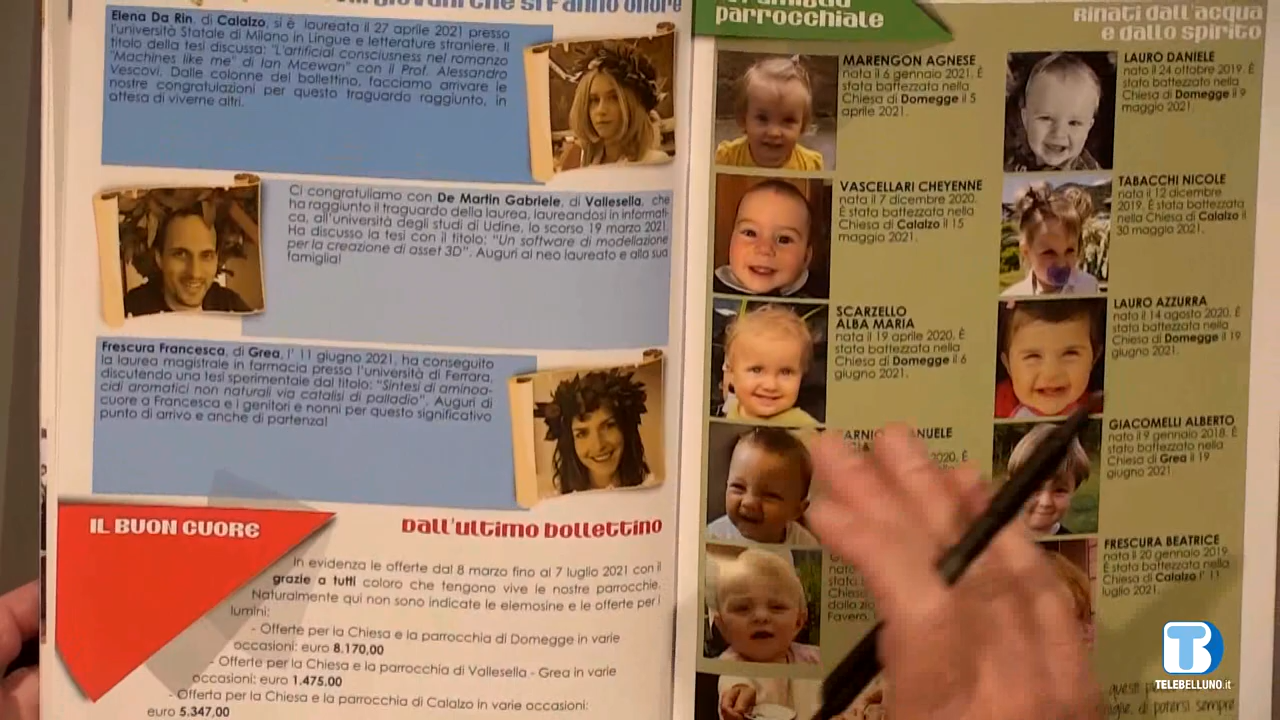 giovani che si fanno onore
Elena Da Rin, di Calalzo, si è laureata il 27 aprile 2021 presso
l'università Statale di Milano in Lingue e letterature straniere. Il
titolo della tesi discussa: "L'artificial consciusness nel romanzo
"Machines like me" di Ian Mcewan" con il Prof. Alessandro
Vescovi. Dalle colonne del bollettino, facciamo arrivare le
nostre congratulazioni per questo traguardo raggiunto, in
attesa di viverne altri.
Ci congratuliamo con De Martin Gabriele, di Vallesella, che
ha raggiunto il traguardo della laurea, laureandosi in informati-
ca, all'università degli studi di Udine, lo scorso 19 marzo 2021.
Ha discusso la tesi con il titolo: "Un software di modellazione
per la creazione di asset 3D". Auguri al neo laureato e alla sua
famiglia!
Frescura Francesca, di Grea, l' 11 giugno 2021, ha conseguito
la laurea magistrale in farmacia presso l'università di Ferrara,
discutendo una tesi sperimentale dal titolo: "Sintesi di aminoa-
cidi aromatici non naturali via catalisi di palladio". Auguri di
cuore a Francesca e i genitori e nonni per questo significativo
punto di arrivo e anche di partenza!
IL BUON CUORE
DALL'ULTIMO BOLLETTINO
In evidenza le offerte dal 8 marzo fino al 7 luglio 2021 con il
grazie a tutti coloro che tengono vive le nostre parrocchie.
Naturalmente qui non sono indicate le elemosine e le offerte per i
lumini:
- Offerte per la Chiesa e la parrocchia di Domegge in varie
occasioni: euro 8.170,00
- Offerte per la Chiesa e la parrocchia di Vallesella - Grea in varie
occasioni: euro 1.475,00
- Offerta per la Chiesa e la parrocchia di Calalzo in varie occasioni:
euro 5.347,00
parrocchiale
Rinati dall'acqua
e dallo spirito
MARENGON AGNESE
nata il 6 gennaio 2021. È
stata battezzata nella
Chiesa di Domegge il 5
aprile 2021.
VASCELLARI CHEYENNE
nata il 7 dicembre 2020.
È stata battezzata nella
Chiesa di Calalzo il 15
maggio 2021.
SCARZELLO
ALBA MARIA
nata il 19 aprile 2020. È
stata battezzata nella
Chiesa di Domegge il 6
giugno 2021.
2020. È
nato
stata
Chiesa
dalla zio
Favero.
LAURO DANIELE
nato il 24 ottobre 2019. È
stato battezzato nella
Chiesa di Domegge il 9
maggio 2021.
TABACCHI NICOLE
nata il 12 dicembre
2019. È stata battezzata
nella Chiesa di Calalzo il
30 maggio 2021.
LAURO AZZURRA
nata il 14 agosto 2020. È
stata battezzata nella
Chiesa di Domegge il 19
giugno 2021.
GIACOMELLI ALBERTO
nato il 9 gennaio 2018. È
stato battezzato nella
Chiesa di Grea il 19
giugno 2021.
FRESCURA BEATRICE
nata il 20 gennaio 2019.
È stata battezzata nella
Chiesa di Calalzo l' 11
luglio 2021.
questi
di potersi sempre
TELEBELLUNO.it